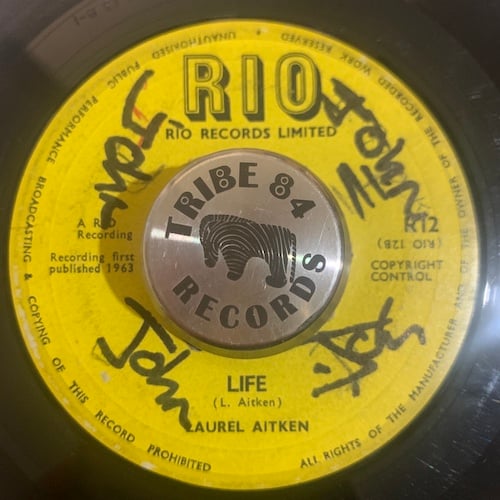 RIO
RIO RECORDS LIMITED
A RIO
Recording
Recording first
published 1963
R12
(RIO 12B)
COPYRIGHT
CONTROL
TRIBE 84
RECORDS
LIFE
(L. Aitken)
LAUREL AITKEN
John
John
John
John
ALL RIGHTS OF THE MANUFACTURER AND OF THE OWNER OF THE RECORDED WORK RESERVED
UNAUTHORISED PUBLIC PERFORMANCE BROADCASTING & COPYING OF THIS RECORD PROHIBITED